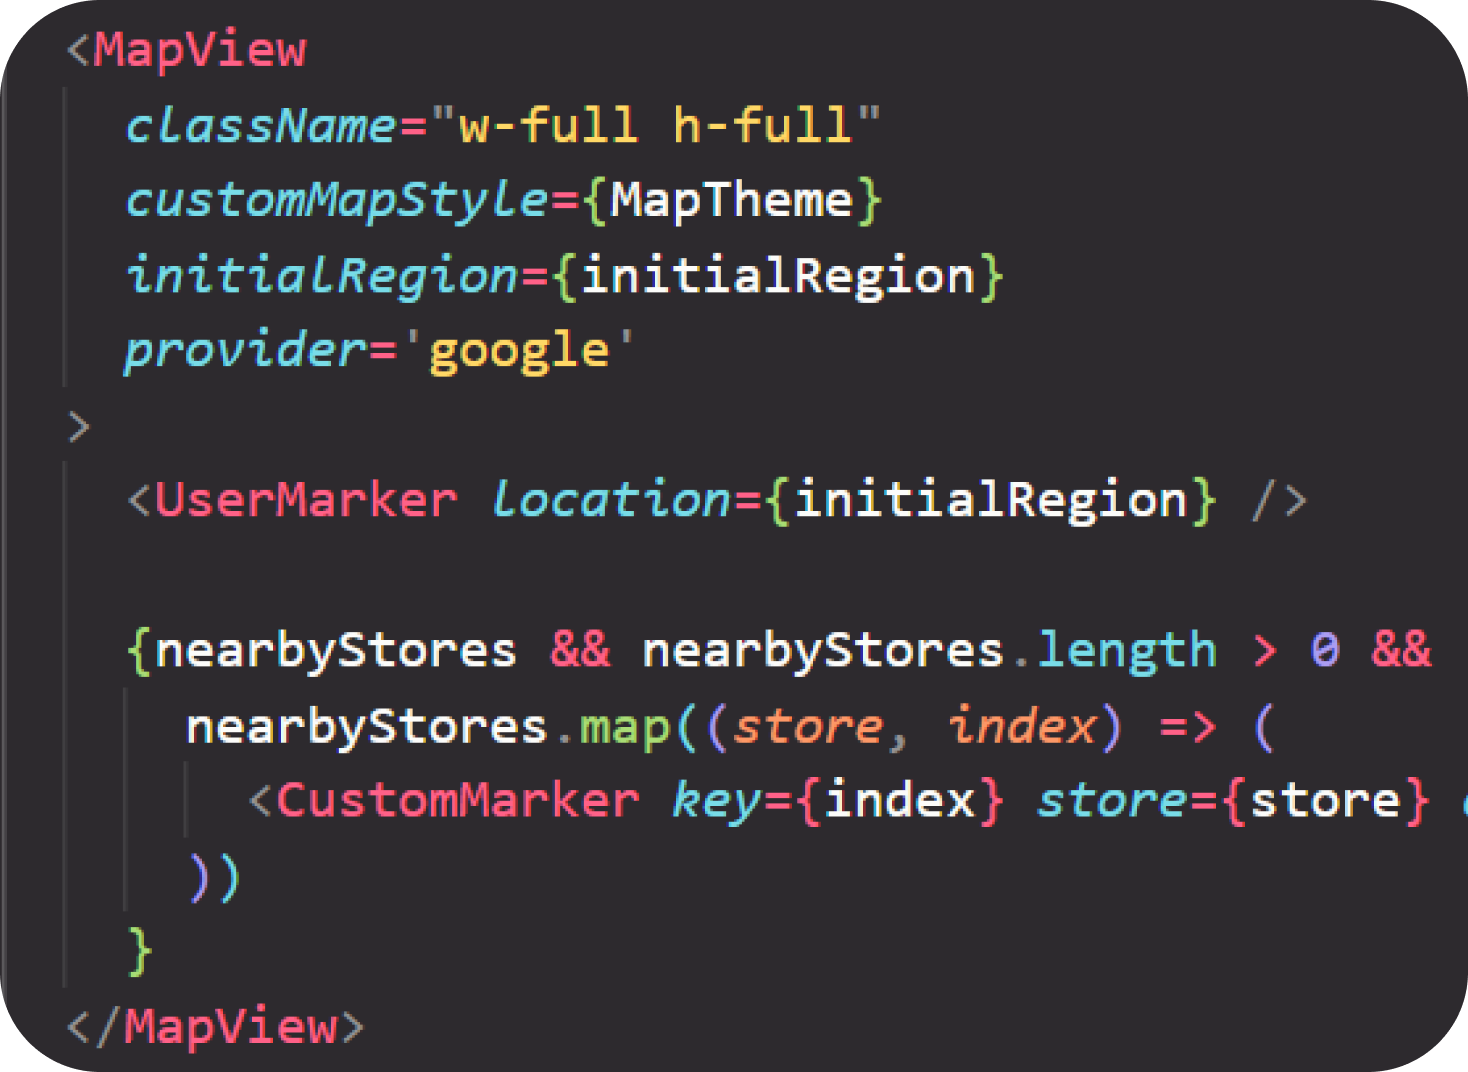 <MapView
className="w-full h-full"
customMapStyle={MapTheme}
initialRegion={initialRegion}
provider='google'
>
<UserMarker location={initialRegion} />
{nearbyStores && nearbyStores.length > 0 &&
nearbyStores.map((store, index) => (
<CustomMarker key={index} store={store}
))
}
</MapView>